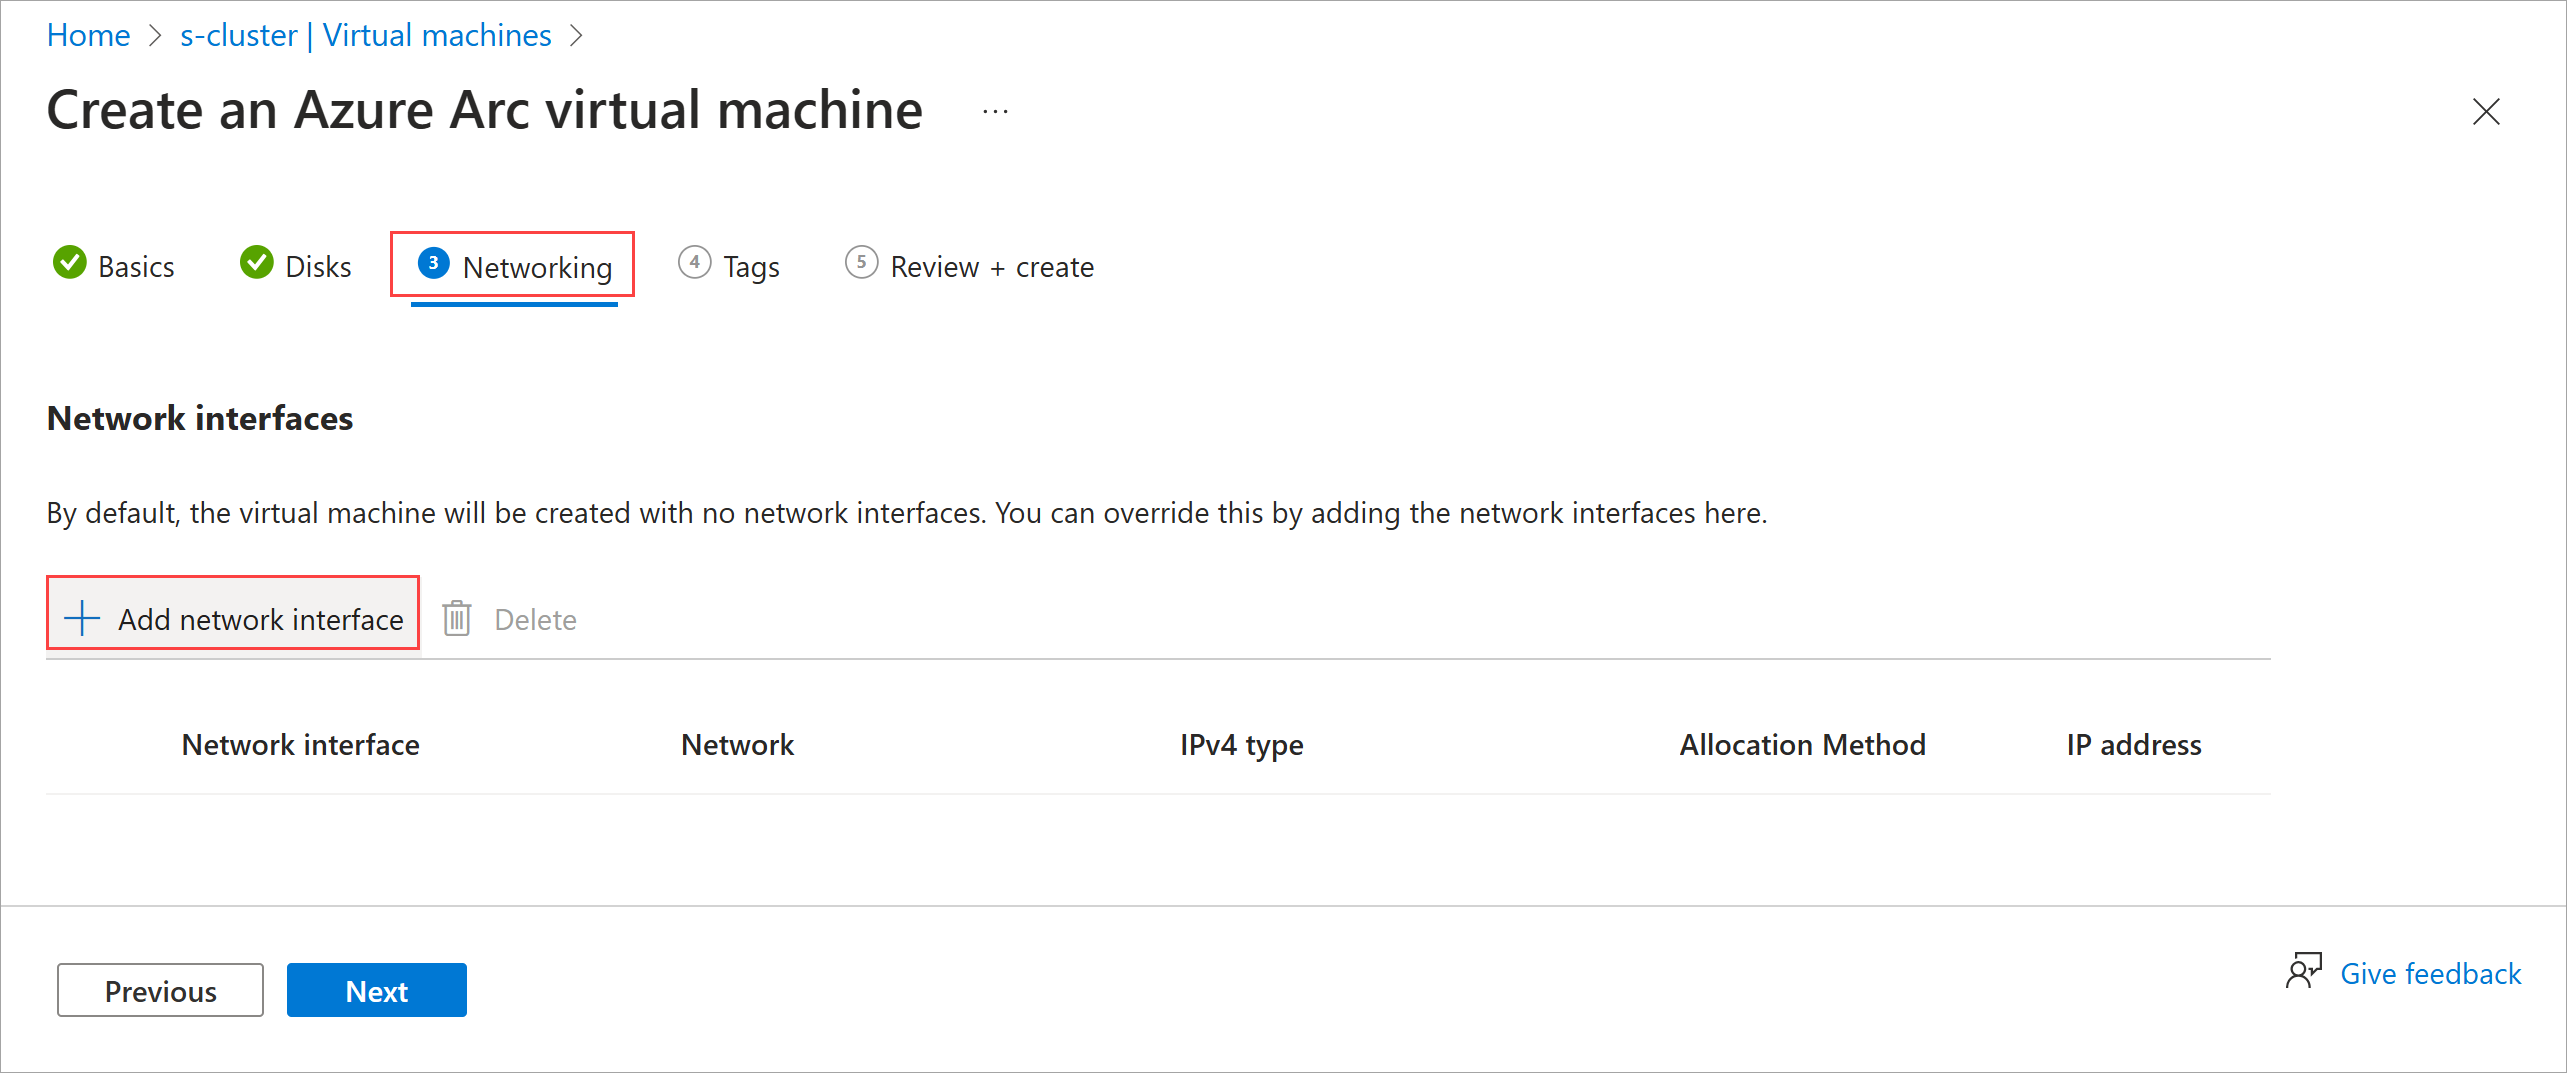 Home > s-cluster | Virtual machines >
Create an Azure Arc virtual machine ...
Basics Disks 3 Networking 4 Tags 5 Review + create
Network interfaces
By default, the virtual machine will be created with no network interfaces. You can override this by adding the network interfaces here.
Add network interface Delete
Network interface Network IPv4 type Allocation Method IP address
Previous Next Give feedback